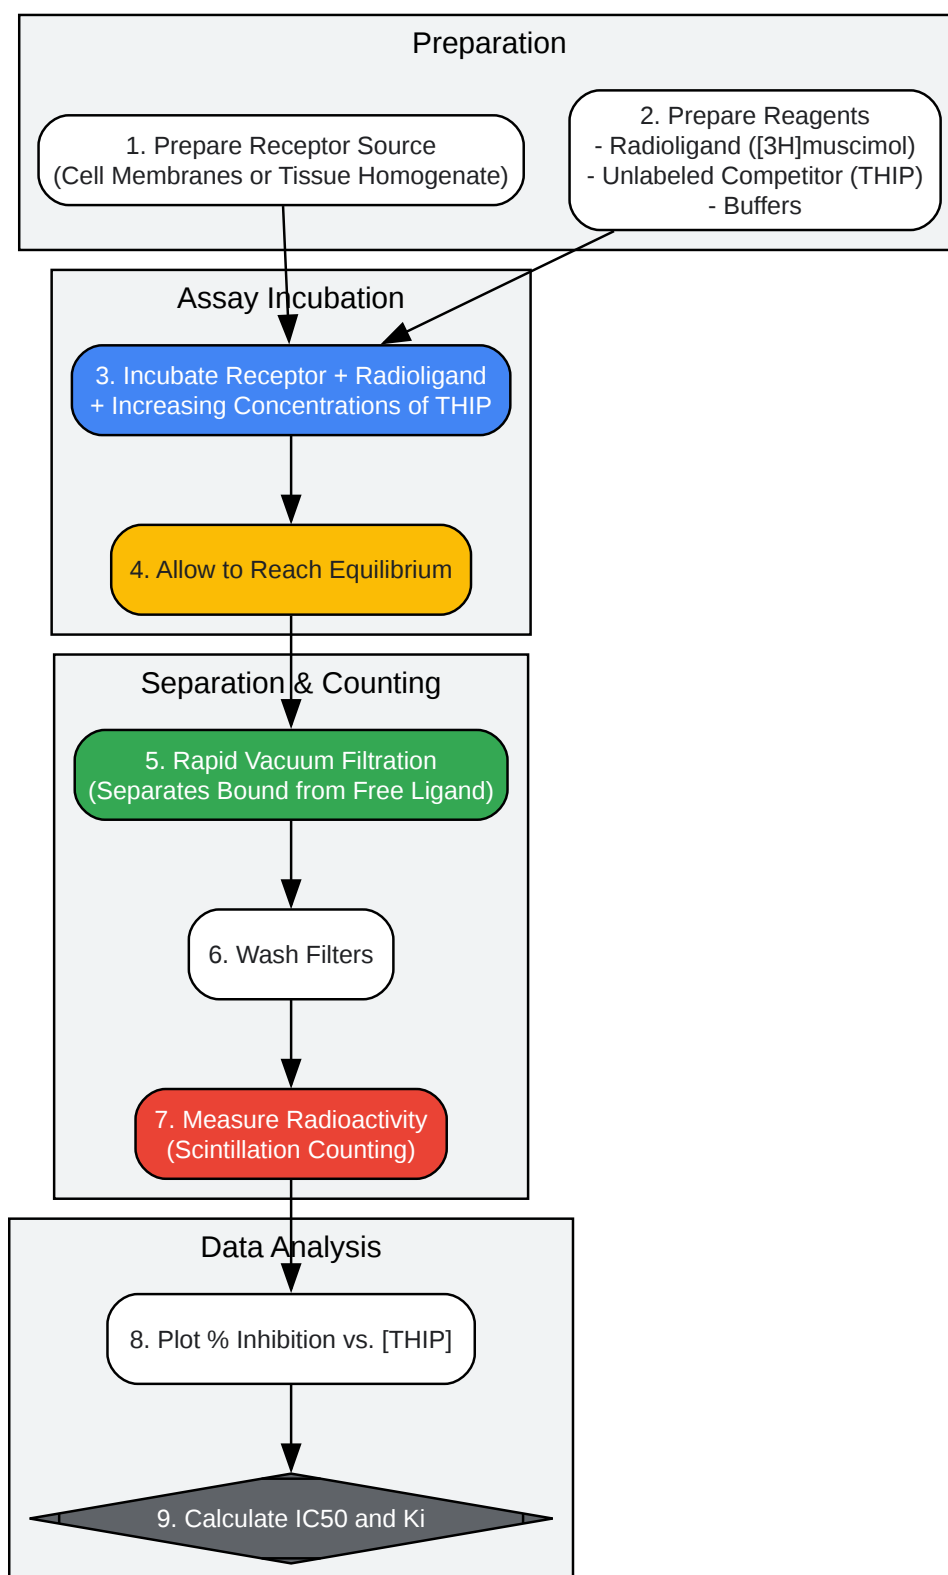 Preparation
1. Prepare Receptor Source
(Cell Membranes or Tissue Homogenate)
2. Prepare Reagents
- Radioligand ([3H]muscimol)
- Unlabeled Competitor (THIP)
- Buffers
Assay Incubation
3. Incubate Receptor + Radioligand
+ Increasing Concentrations of THIP
4. Allow to Reach Equilibrium
Separation & Counting
5. Rapid Vacuum Filtration
(Separates Bound from Free Ligand)
6. Wash Filters
7. Measure Radioactivity
(Scintillation Counting)
Data Analysis
8. Plot % Inhibition vs. [THIP]
9. Calculate IC50 and Ki